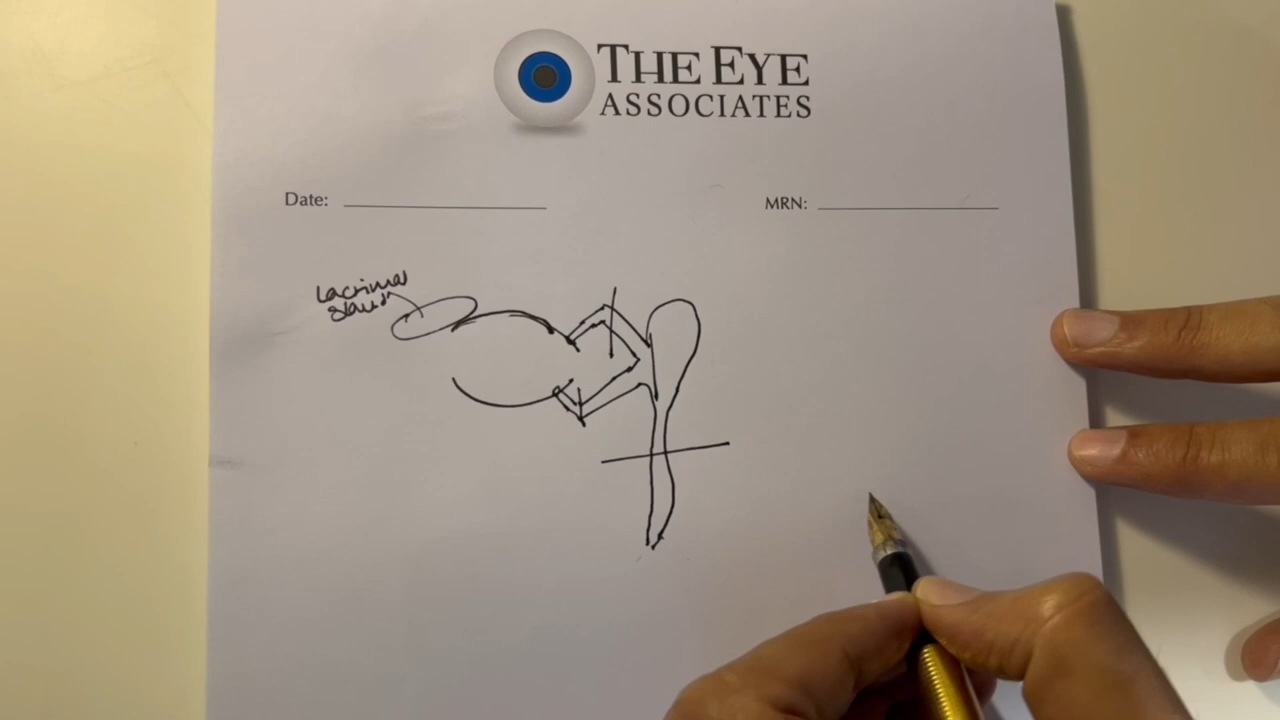 THE EYE
ASSOCIATES
Date:
MRN:
Lacrimal
gland